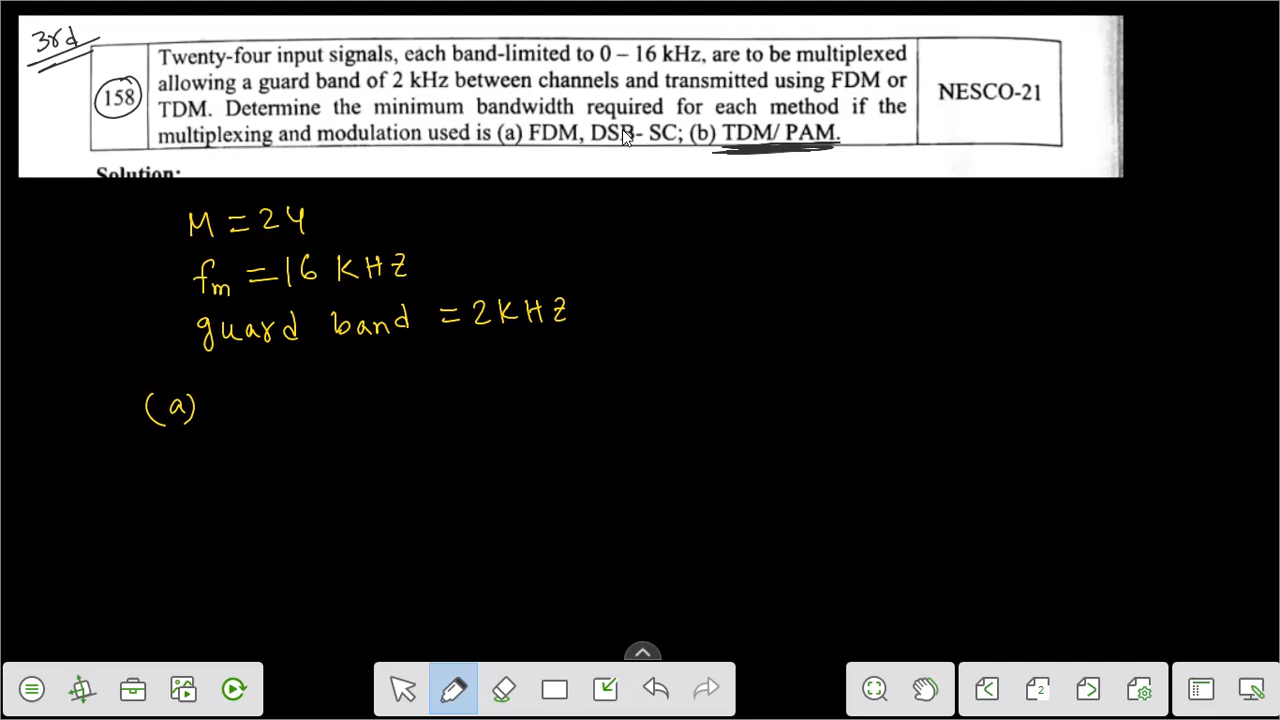 3rd
158
Twenty-four input signals, each band-limited to 0 – 16 kHz, are to be multiplexed
allowing a guard band of 2 kHz between channels and transmitted using FDM or
TDM. Determine the minimum bandwidth required for each method if the
multiplexing and modulation used is (a) FDM, DSB- SC; (b) TDM/ PAM.
NESCO-21
Solution:
M = 24
fm = 16 KHZ
guard band = 2KHZ
(a)
2